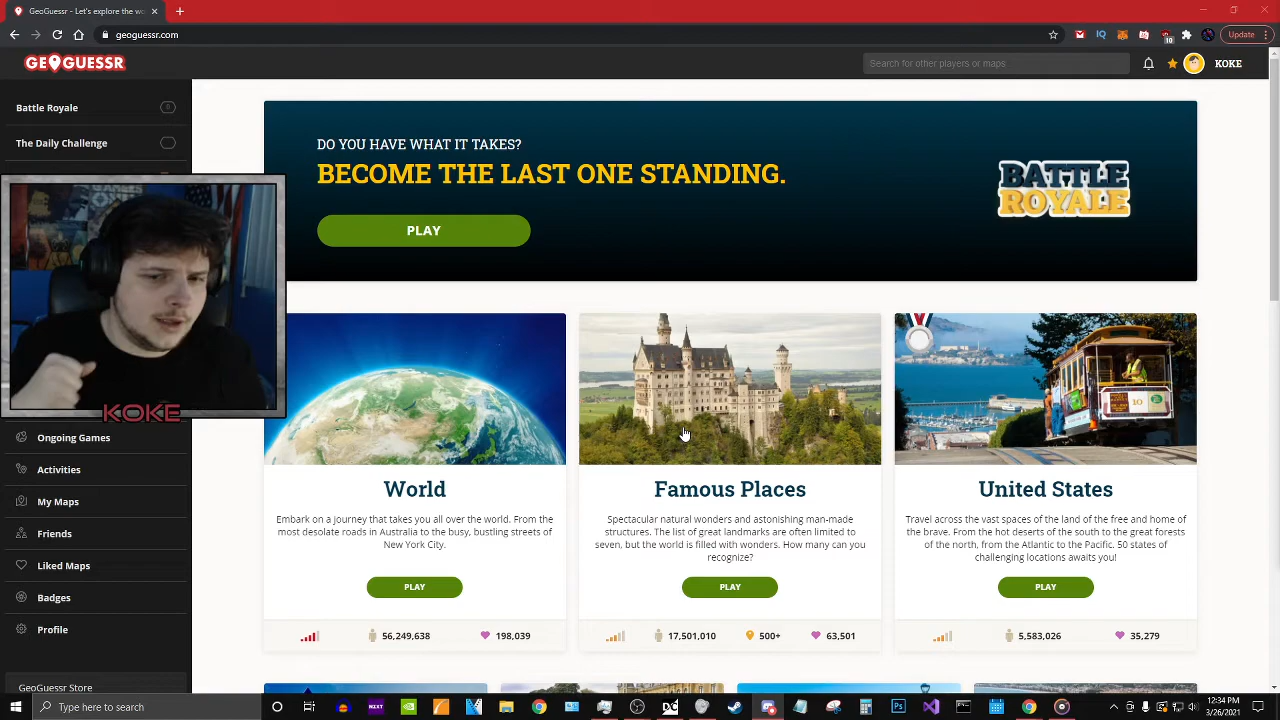 GeoGuessr - Let's explore the wor
geoguessr.com
10
Update
GEOGUESSR
Search for other players or maps
KOKE
Battle Royale
The Daily Challenge
DO YOU HAVE WHAT IT TAKES?
BECOME THE LAST ONE STANDING.
PLAY
BATTLE
ROYALE
KOKE
Ongoing Games
Activities
My Maps
Friends
Liked Maps
Badges
Profile
GeoGuessr Store
10
World
Embark on a journey that takes you all over the world. From the
most desolate roads in Australia to the busy, bustling streets of
New York City.
PLAY
56,249,638
198,039
Famous Places
Spectacular natural wonders and astonishing man-made
structures. The list of great landmarks are often limited to
seven, but the world is filled with wonders. How many can you
recognize?
PLAY
17,501,010
500+
63,501
United States
Travel across the vast spaces of the land of the free and home of
the brave. From the hot deserts of the south to the great forests
of the north, from the Atlantic to the Pacific. 50 states of
challenging locations awaits you!
PLAY
5,583,026
35,279
Type here to search
NZXT
Ps
12:34 PM
3/26/2021